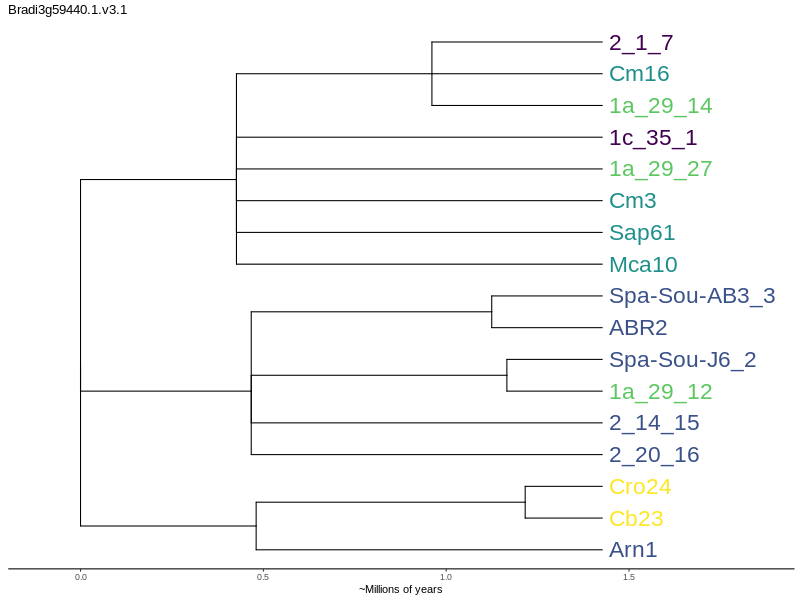 Bradi3g59440.1.v3.1
2_1_7
Cm16
1a_29_14
1c_35_1
1a_29_27
Cm3
Sap61
Mca10
Spa-Sou-AB3_3
ABR2
Spa-Sou-J6_2
1a_29_12
2_14_15
2_20_16
Cro24
Cb23
Arn1
0.0 0.5 1.0 1.5
~Millions of years